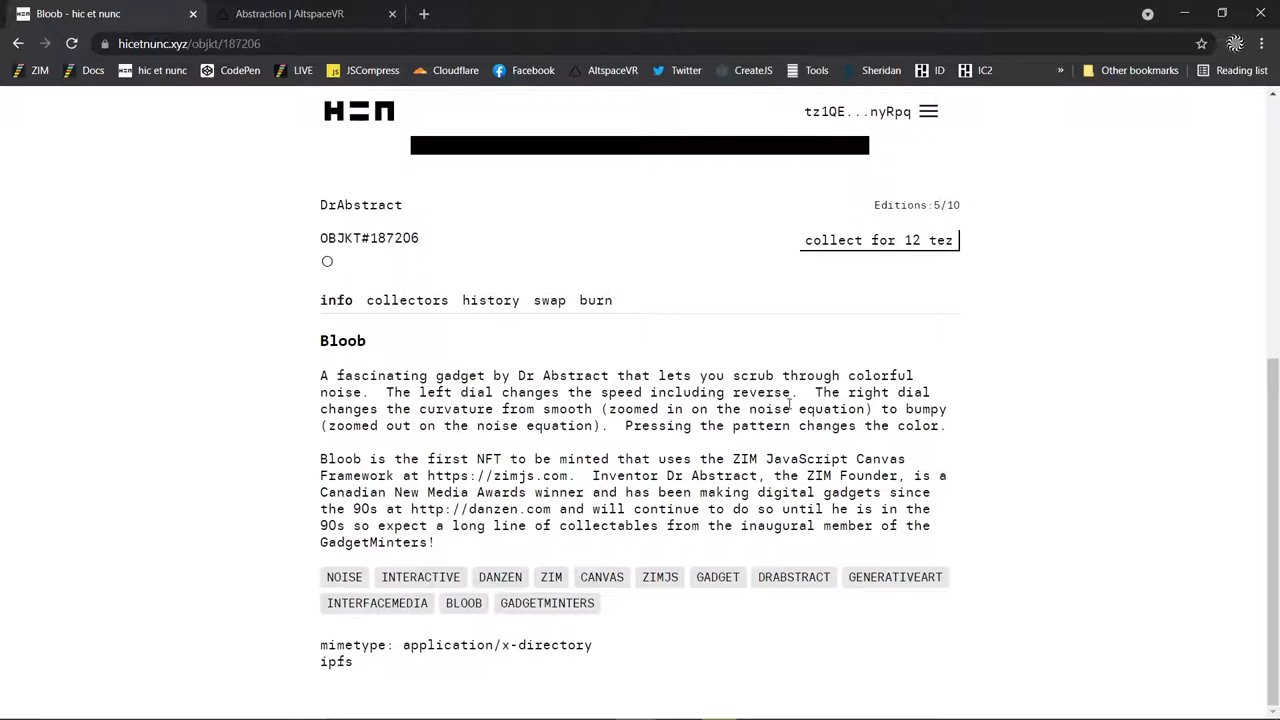 Bloob - hic et nunc
Abstraction | AltspaceVR
hicetnunc.xyz/objkt/187206
ZIM Docs hic et nunc CodePen LIVE JSCompress Cloudflare Facebook AltspaceVR Twitter CreateJS Tools Sheridan ID IC2 » Other bookmarks Reading list
tz1QE...nyRpq
DrAbstract
Editions:5/10
OBJKT#187206
collect for 12 tez
info collectors history swap burn
Bloob
A fascinating gadget by Dr Abstract that lets you scrub through colorful
noise. The left dial changes the speed including reverse. The right dial
changes the curvature from smooth (zoomed in on the noise equation) to bumpy
(zoomed out on the noise equation). Pressing the pattern changes the color.
Bloob is the first NFT to be minted that uses the ZIM JavaScript Canvas
Framework at https://zimjs.com. Inventor Dr Abstract, the ZIM Founder, is a
Canadian New Media Awards winner and has been making digital gadgets since
the 90s at http://danzen.com and will continue to do so until he is in the
90s so expect a long line of collectables from the inaugural member of the
GadgetMinters!
NOISE INTERACTIVE DANZEN ZIM CANVAS ZIMJS GADGET DRABSTRACT GENERATIVEART
INTERFACEMEDIA BLOOB GADGETMINTERS
mimetype: application/x-directory
ipfs